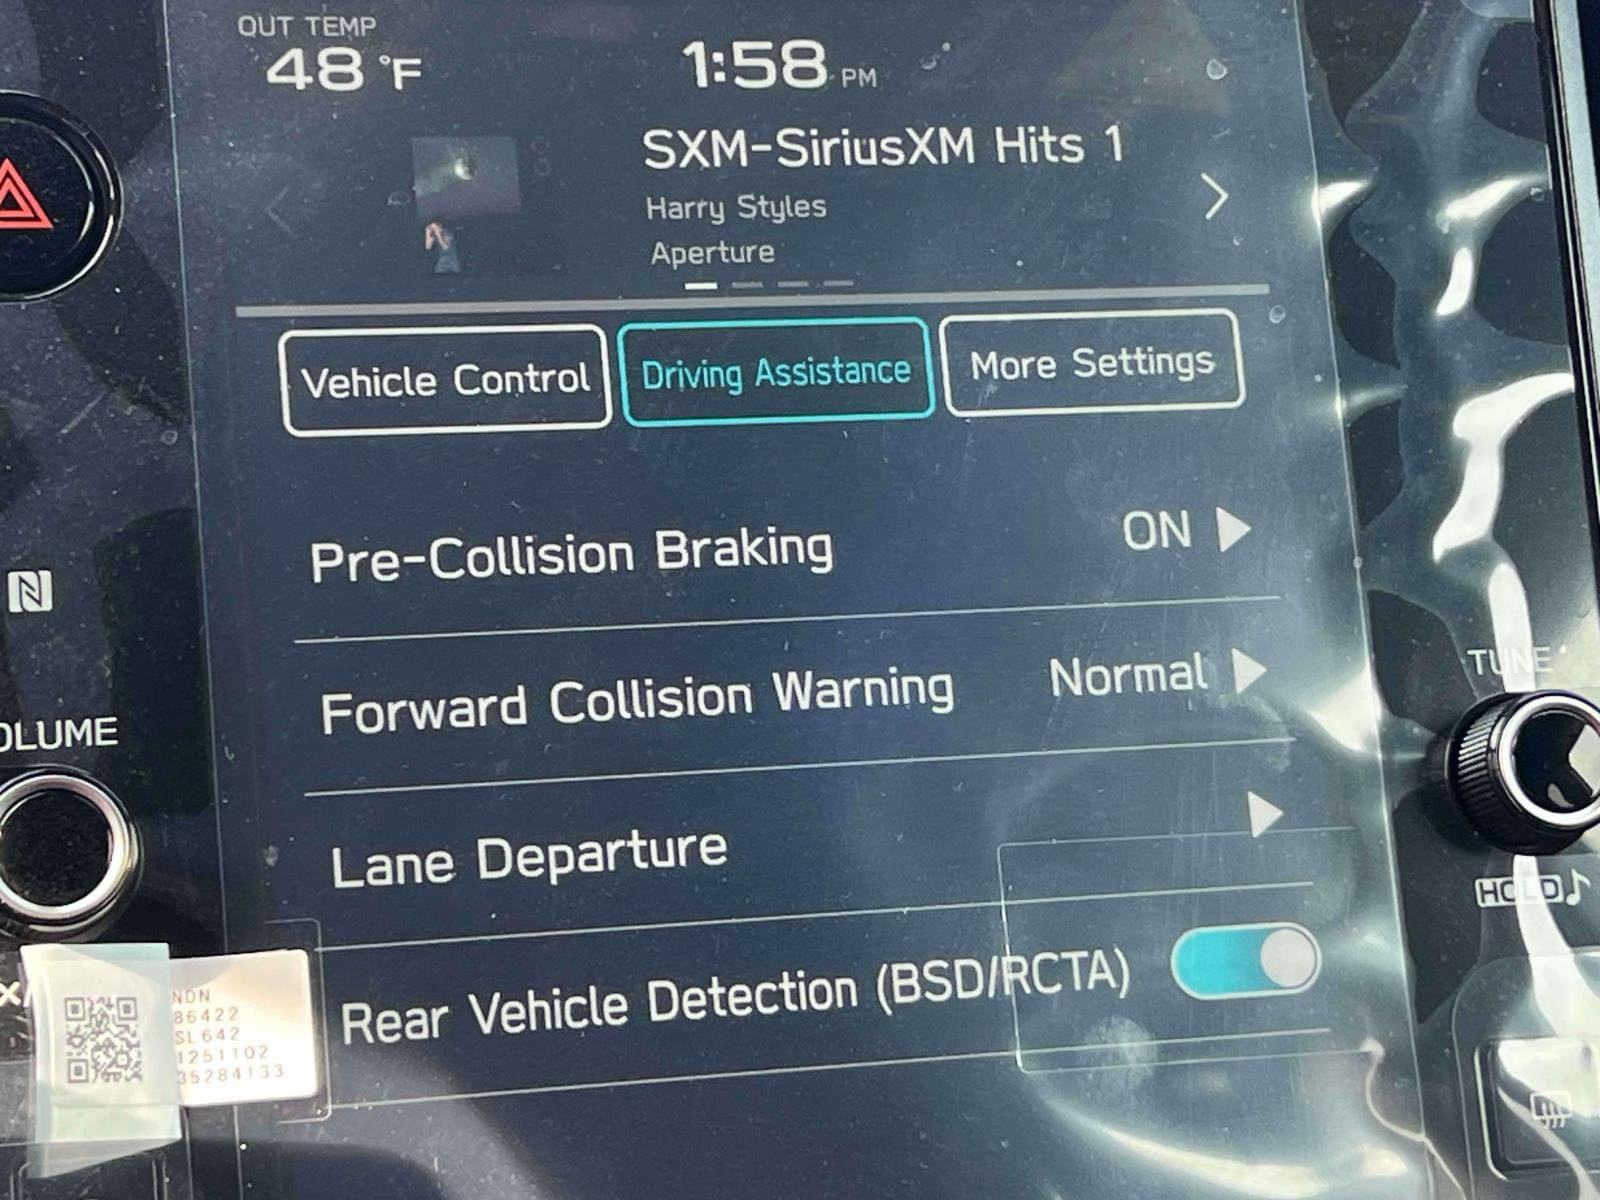 OUT TEMP
48 °F
1:58 PM
SXM-SiriusXM Hits 1
Harry Styles
Aperture
Vehicle Control
Driving Assistance
More Settings
Pre-Collision Braking ON
Forward Collision Warning Normal
Lane Departure
Rear Vehicle Detection (BSD/RCTA)
OLUME
TUNE
HOLD
NDN
86422
SL642
1251102
35284133